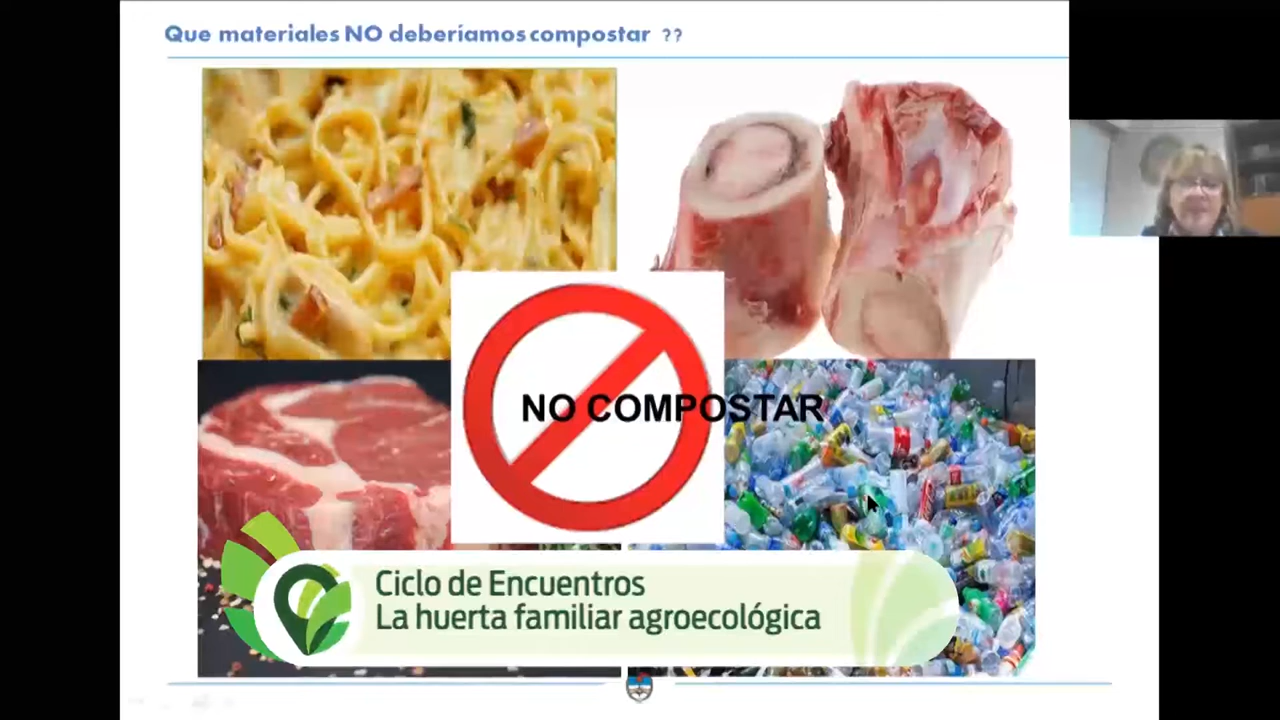 Que materiales NO deberíamos compostar ??
NO COMPOSTAR
Ciclo de Encuentros
La huerta familiar agroecológica